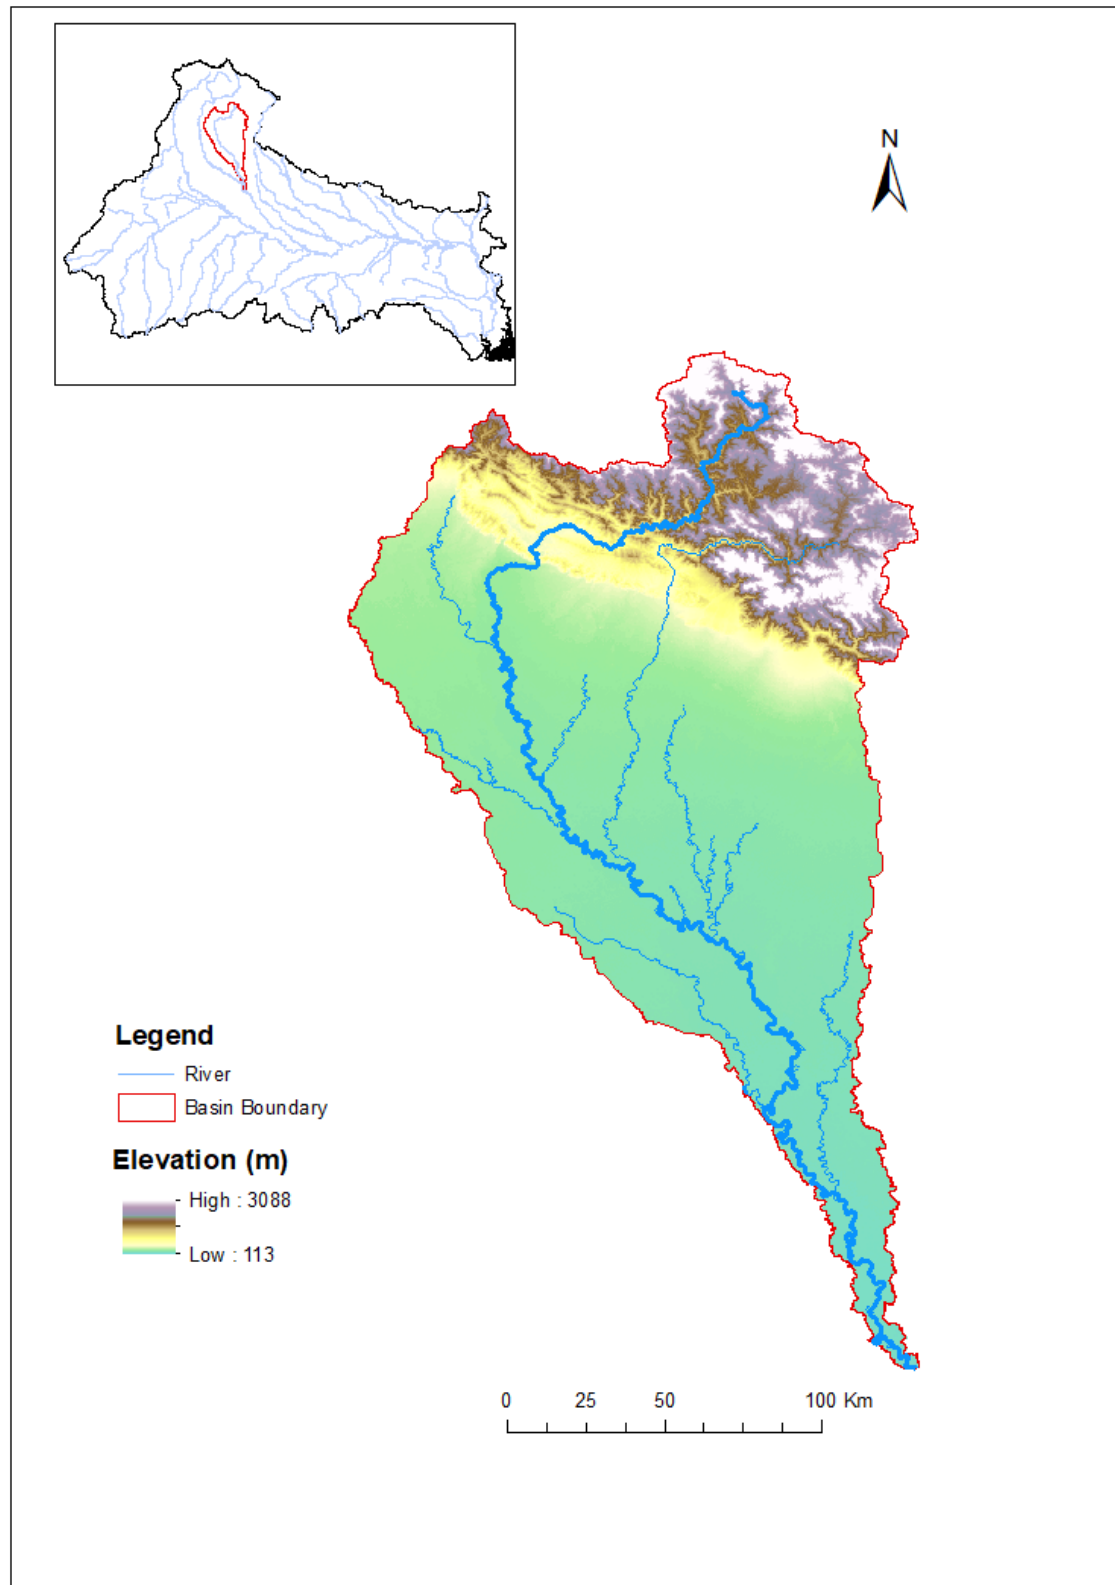 N
Legend
River
Basin Boundary
Elevation (m)
High : 3088
Low : 113
0 25 50 100 Km